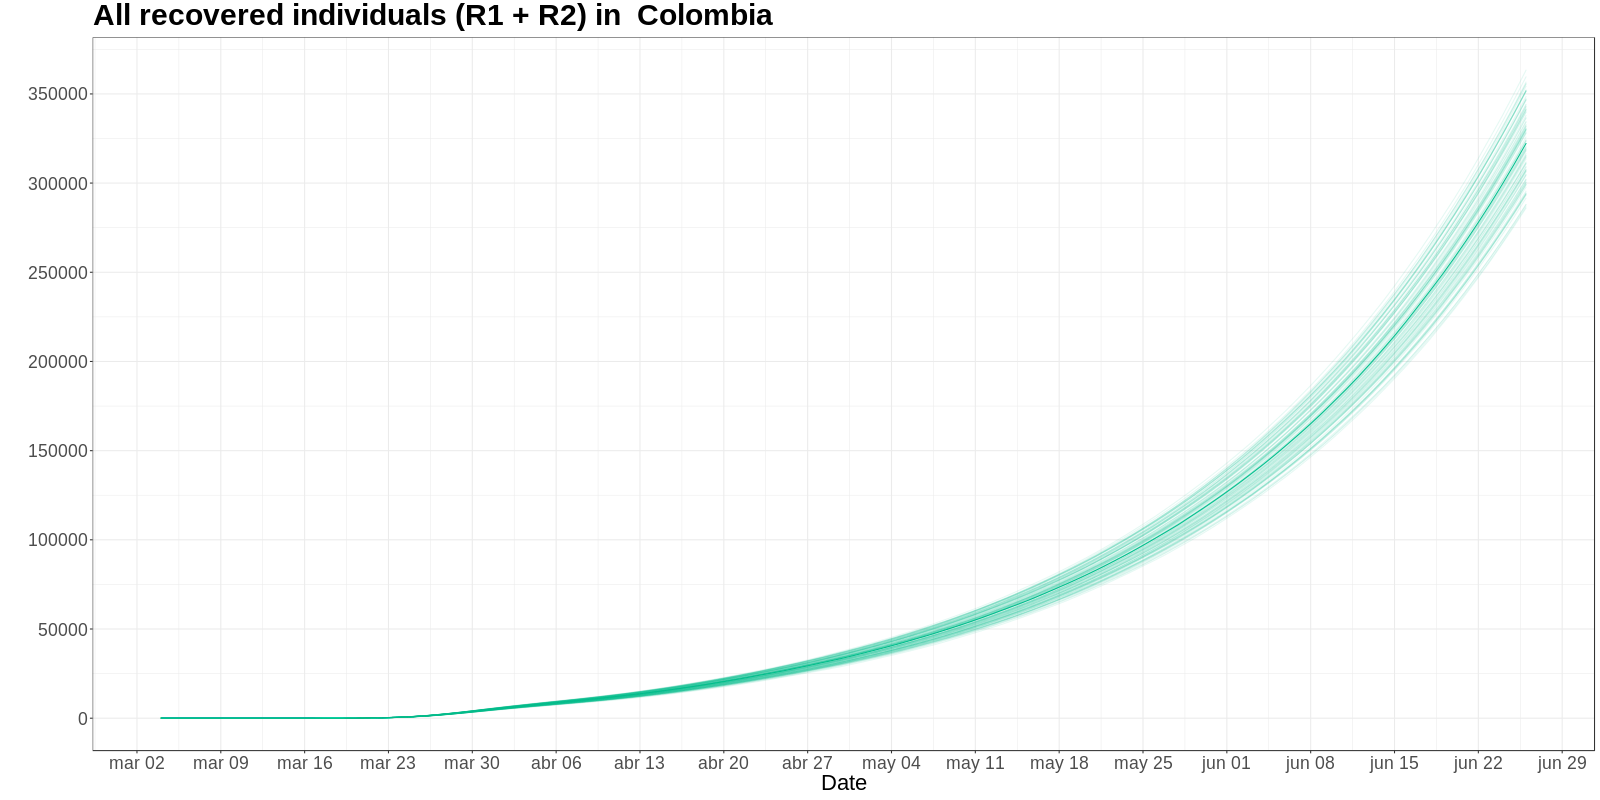 All recovered individuals (R1 + R2) in  Colombia
350000
300000
250000
200000
150000
100000
50000
0
mar 02 mar 09 mar 16 mar 23 mar 30 abr 06 abr 13 abr 20 abr 27 may 04 may 11 may 18 may 25 jun 01 jun 08 jun 15 jun 22 jun 29
Date